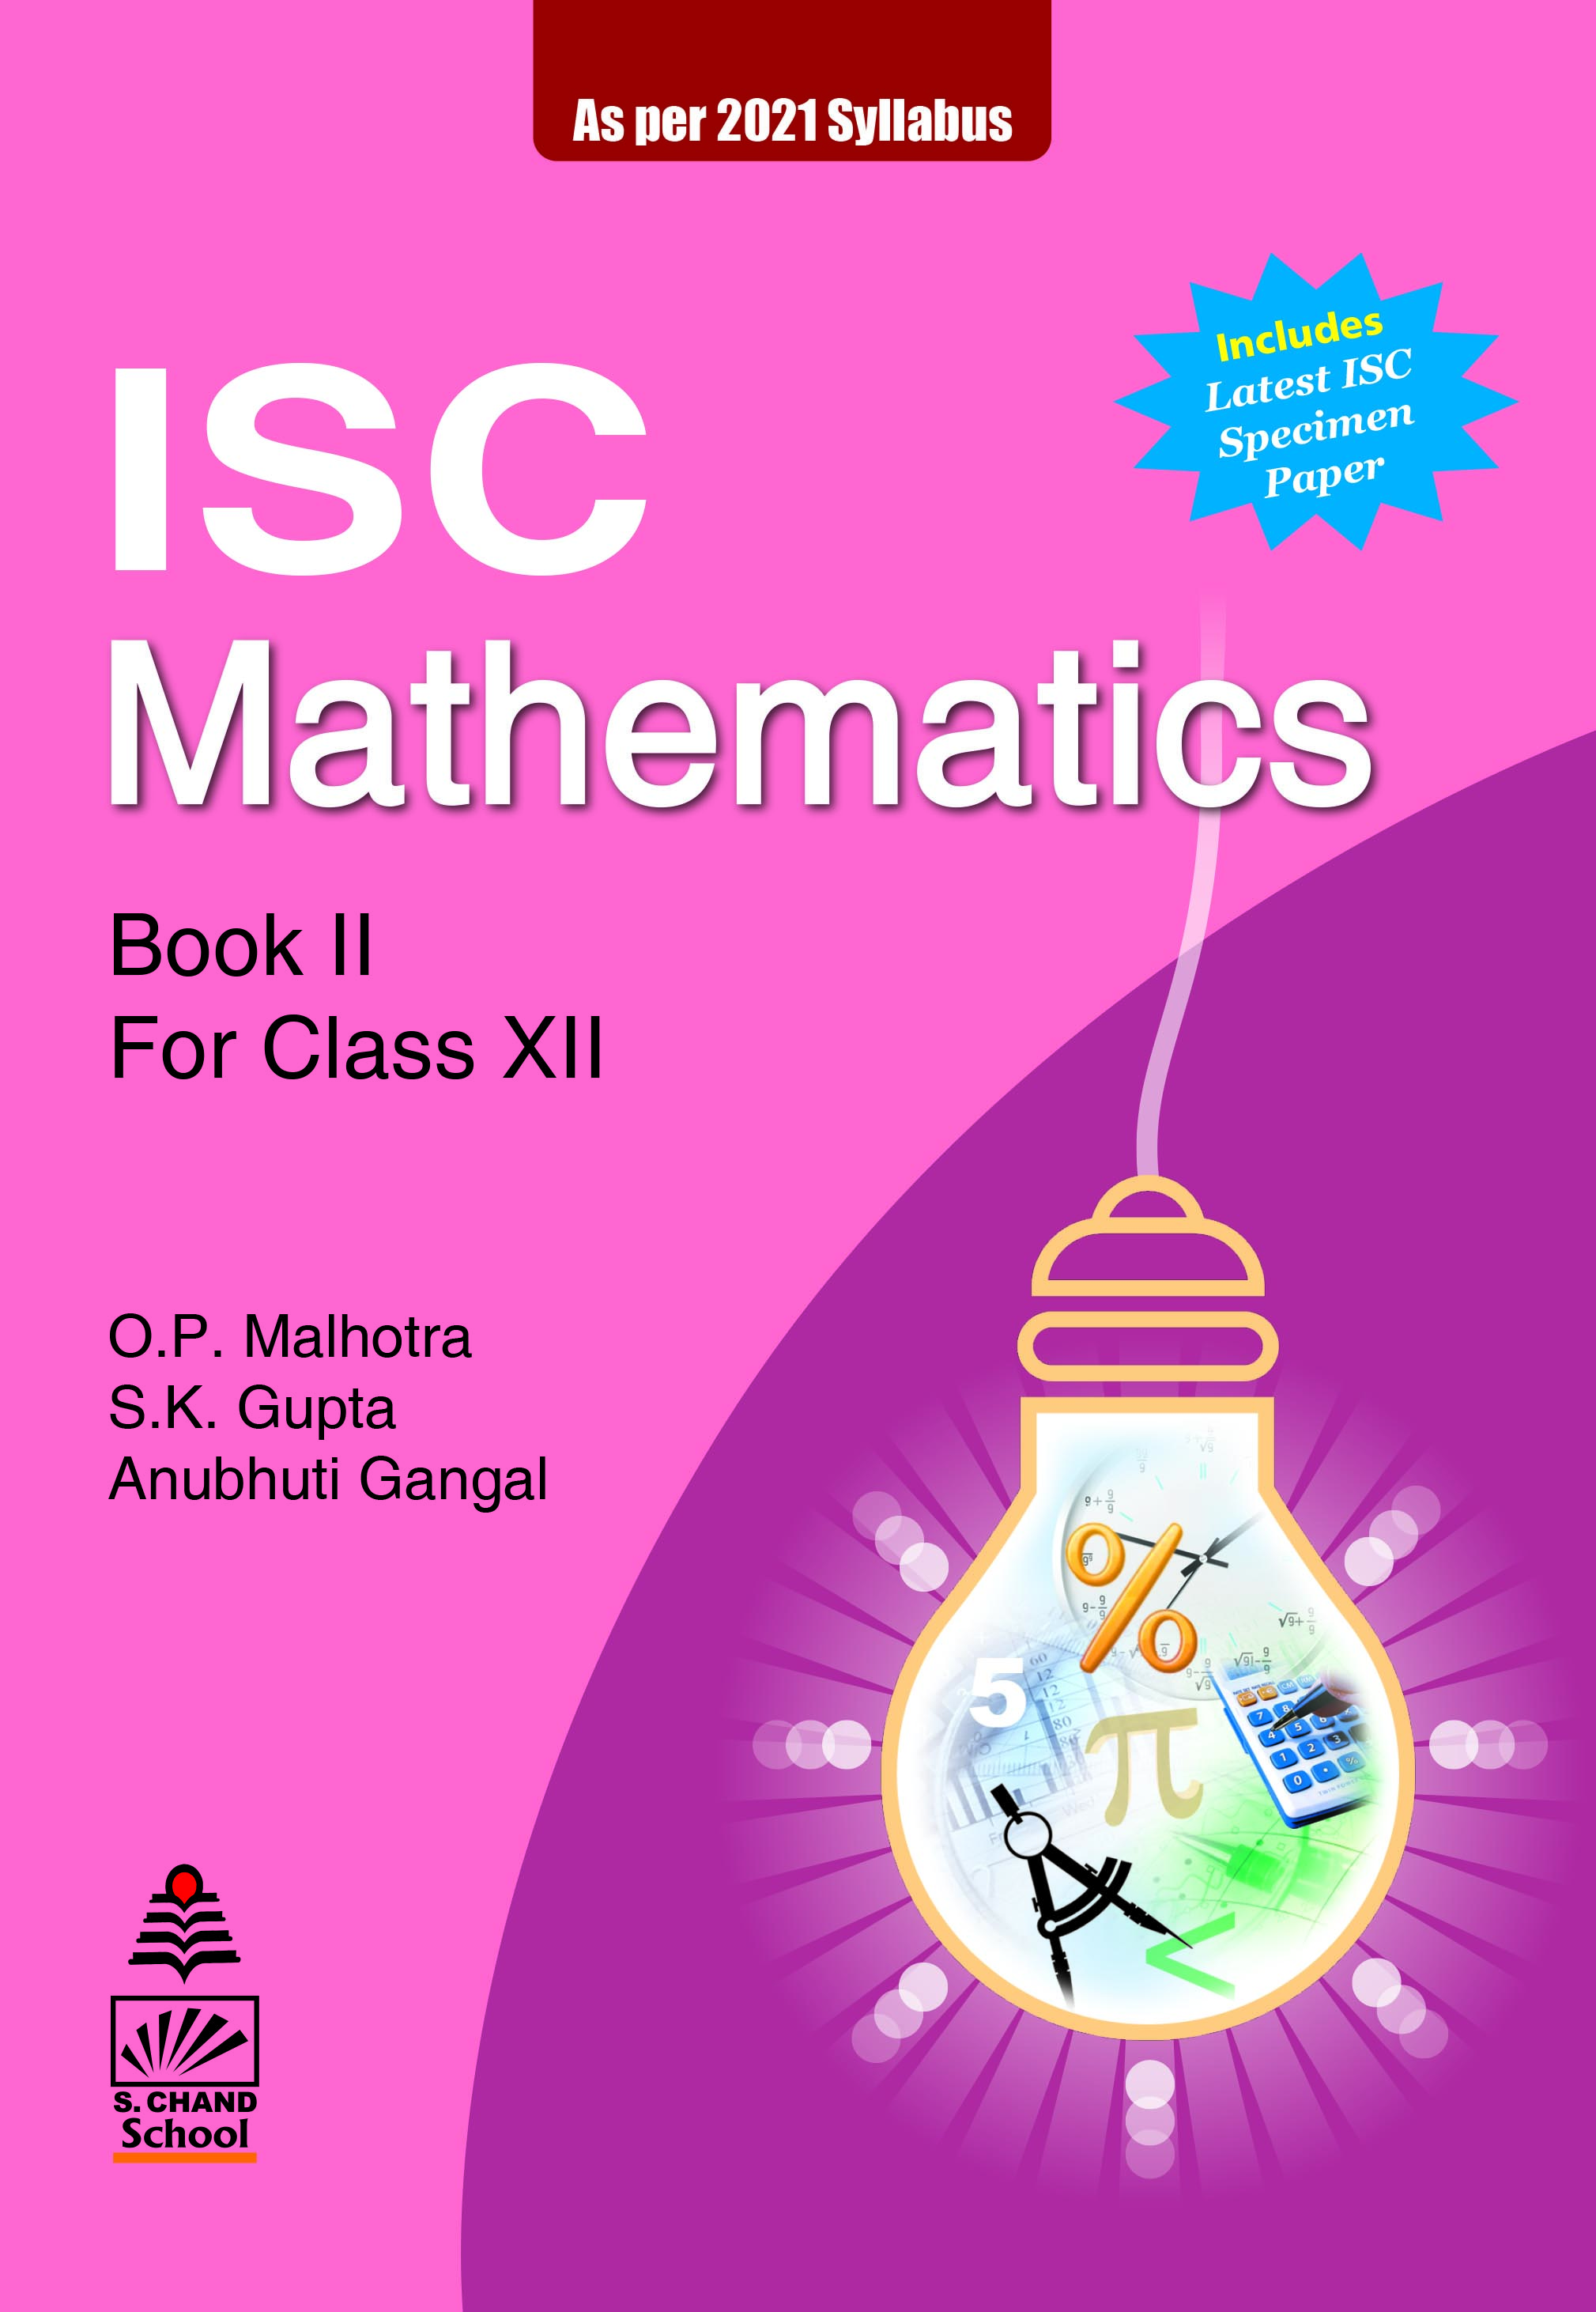 As per 2021 Syllabus
Includes
Latest ISC
Specimen
Paper
ISC
Mathematics
Book II
For Class XII
O.P. Malhotra
S.K. Gupta
Anubhuti Gangal
%
5
π
<
S. CHAND
School